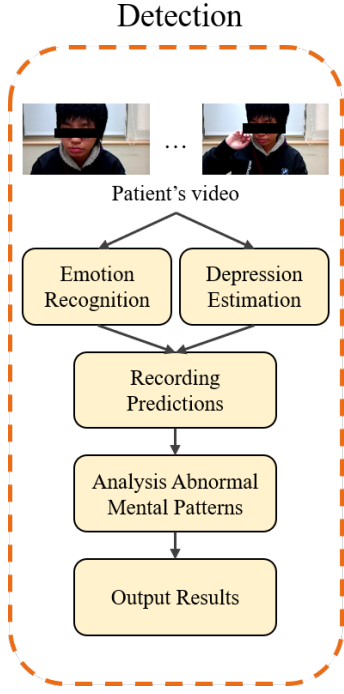 Detection
...
Patient's video
Emotion
Recognition
Depression
Estimation
Recording
Predictions
Analysis Abnormal
Mental Patterns
Output Results